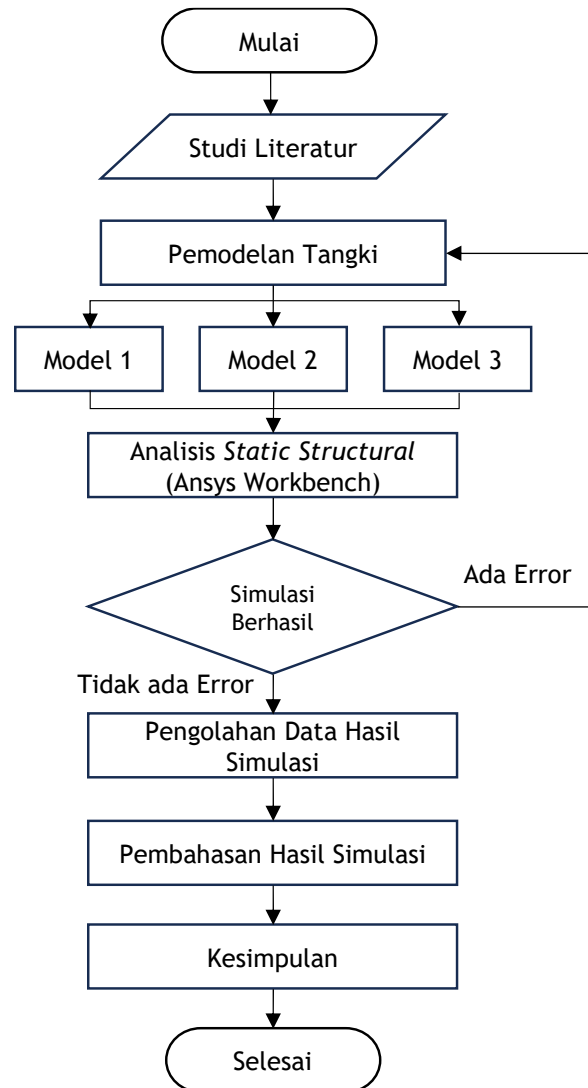 Mulai
Studi Literatur
Pemodelan Tangki
Model 1
Model 2
Model 3
Analisis Static Structural
(Ansys Workbench)
Simulasi
Berhasil
Ada Error
Tidak ada Error
Pengolahan Data Hasil
Simulasi
Pembahasan Hasil Simulasi
Kesimpulan
Selesai